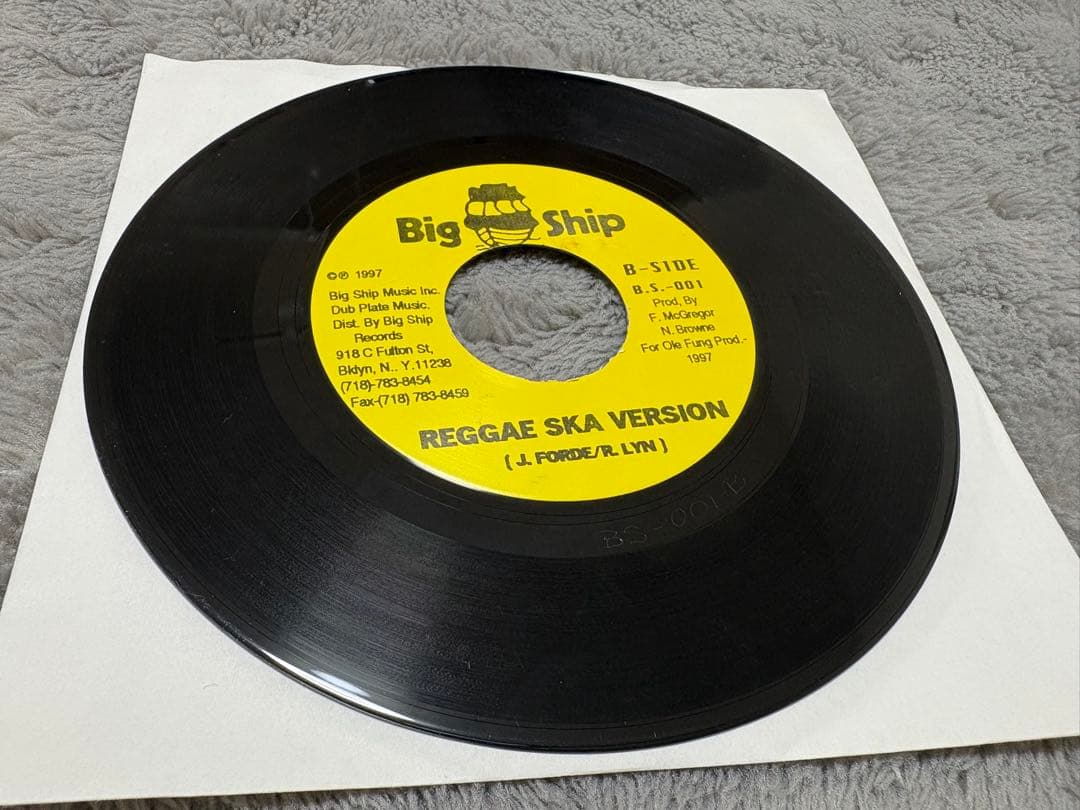 Big Ship
©℗ 1997
Big Ship Music Inc.
Dub Plate Music.
Dist. By Big Ship
Records
918 C Fulton St,
Bklyn, N.. Y.11238
(718)-783-8454
Fax-(718) 783-8459
B-SIDE
B.S.-001
Prod, By
F. McGregor
N. Browne
For Ole Fung Prod.-
1997
REGGAE SKA VERSION
( J. FORDE/R. LYN )
BS-001-B